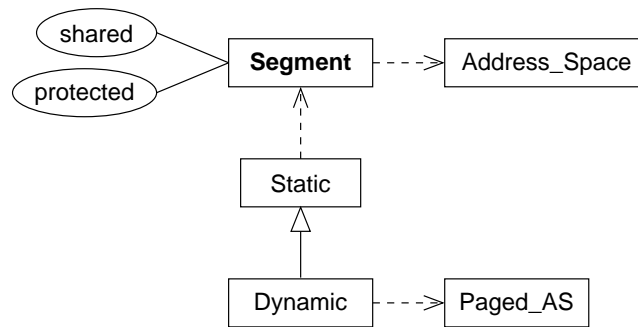 shared
Segment
Address_Space
protected
Static
Dynamic
Paged_AS